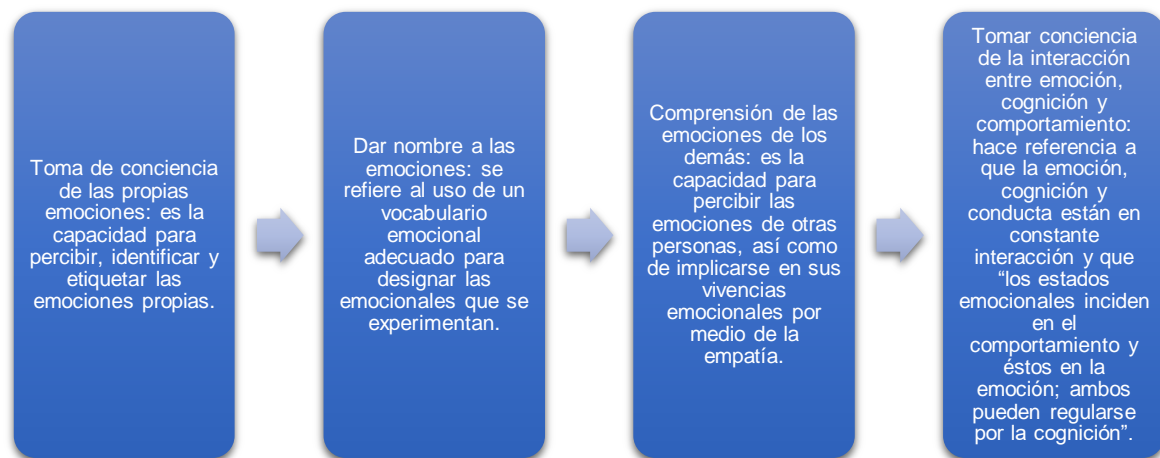 Toma de conciencia
de las propias
emociones: es la
capacidad para
percibir, identificar y
etiquetar las
emociones propias.
Dar nombre a las
emociones: se
refiere al uso de un
vocabulario
emocional
adecuado para
designar las
emocionales que se
experimentan.
Comprensión de las
emociones de los
demás: es la
capacidad para
percibir las
emociones de otras
personas, así como
de implicarse en sus
vivencias
emocionales por
medio de la
empatía.
Tomar conciencia
de la interacción
entre emoción,
cognición y
comportamiento:
hace referencia a
que la emoción,
cognición y
conducta están en
constante
interacción y que
“los estados
emocionales inciden
en el
comportamiento y
éstos en la
emoción; ambos
pueden regularse
por la cognición”.